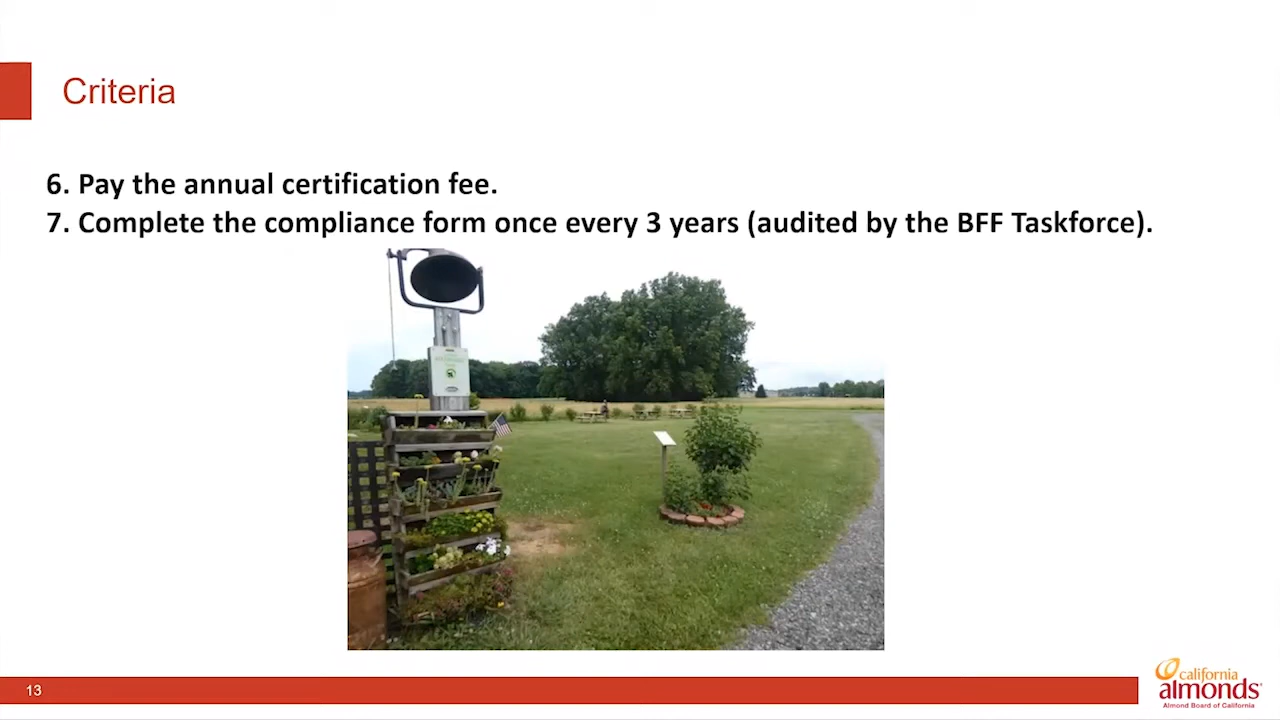 Criteria
6. Pay the annual certification fee.
7. Complete the compliance form once every 3 years (audited by the BFF Taskforce).
13
california
almonds®
Almond Board of California